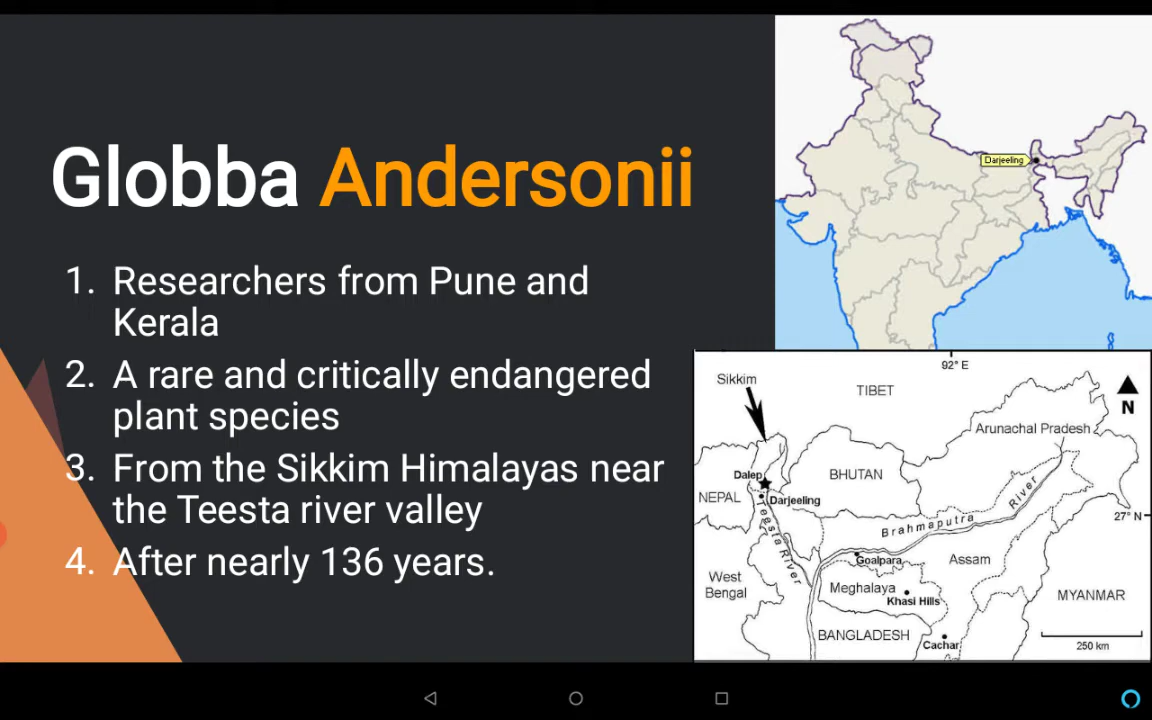 Globba Andersonii
1. Researchers from Pune and
Kerala
2. A rare and critically endangered
plant species
3. From the Sikkim Himalayas near
the Teesta river valley
4. After nearly 136 years.
Darjeeling
92° E
Sikkim
TIBET
N
Arunachal Pradesh
Dalep
BHUTAN
NEPAL
Darjeeling
River
27° N
Brahmaputra
Teesta River
Goalpara
Assam
West
Bengal
Meghalaya
Khasi Hills
MYANMAR
BANGLADESH
Cachar
250 km